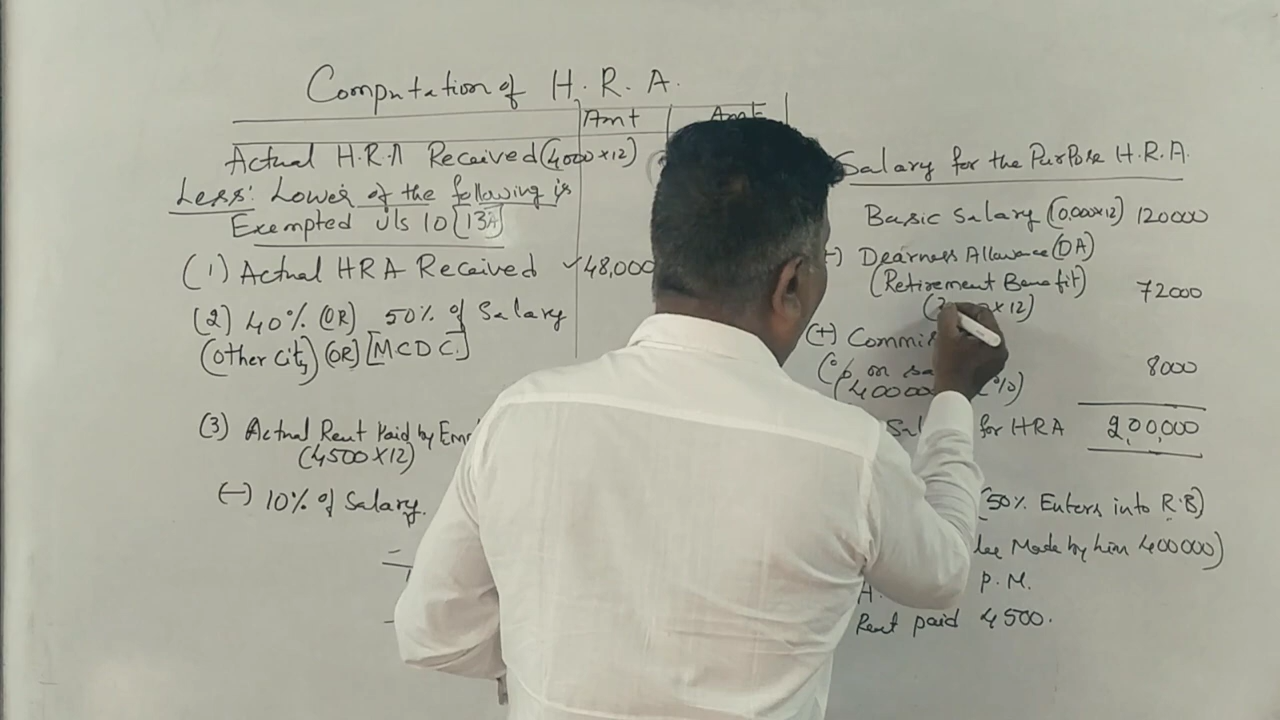 Computation of H.R.A.
Amt
Actual H.R.A Received (4000×12)
Less: Lower of the following is
Exempted U/s 10 [13A]
(1) Actual HRA Received ✓48,000
(2) 40% (OR) 50% of Salary
(Other City) (OR) [MCDC.]
(3) Actual Rent Paid by
(4500×12)
(-) 10% of Salary.
Salary for the PurPose H.R.A.
Basic Salary (10,000×12) 120000
Dearness Allowance (DA)
(Retirement Benefit) 72000
×12)
(+) Commi
(% on sa 8000
%)
for HRA 2,00,000
(50% Enters into R.B)
Made by him 400000)
P.M.
Rent paid 4500.